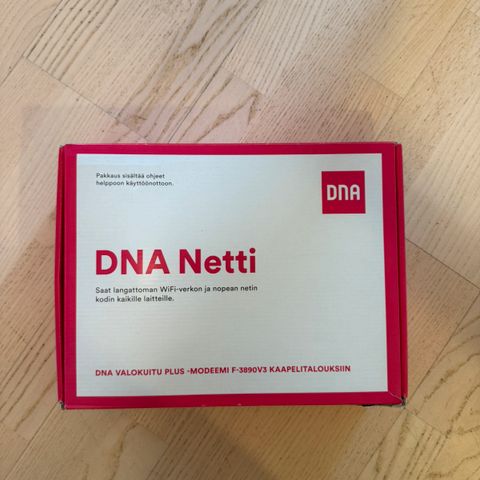 Pakkaus sisältää ohjeet
helppoon käyttöönottoon.
DNA
DNA Netti
Saat langattoman WiFi-verkon ja nopean netin
kodin kaikille laitteille.
DNA VALOKUITU PLUS -MODEEMI F-3890V3 KAAPELITALOUKSIIN